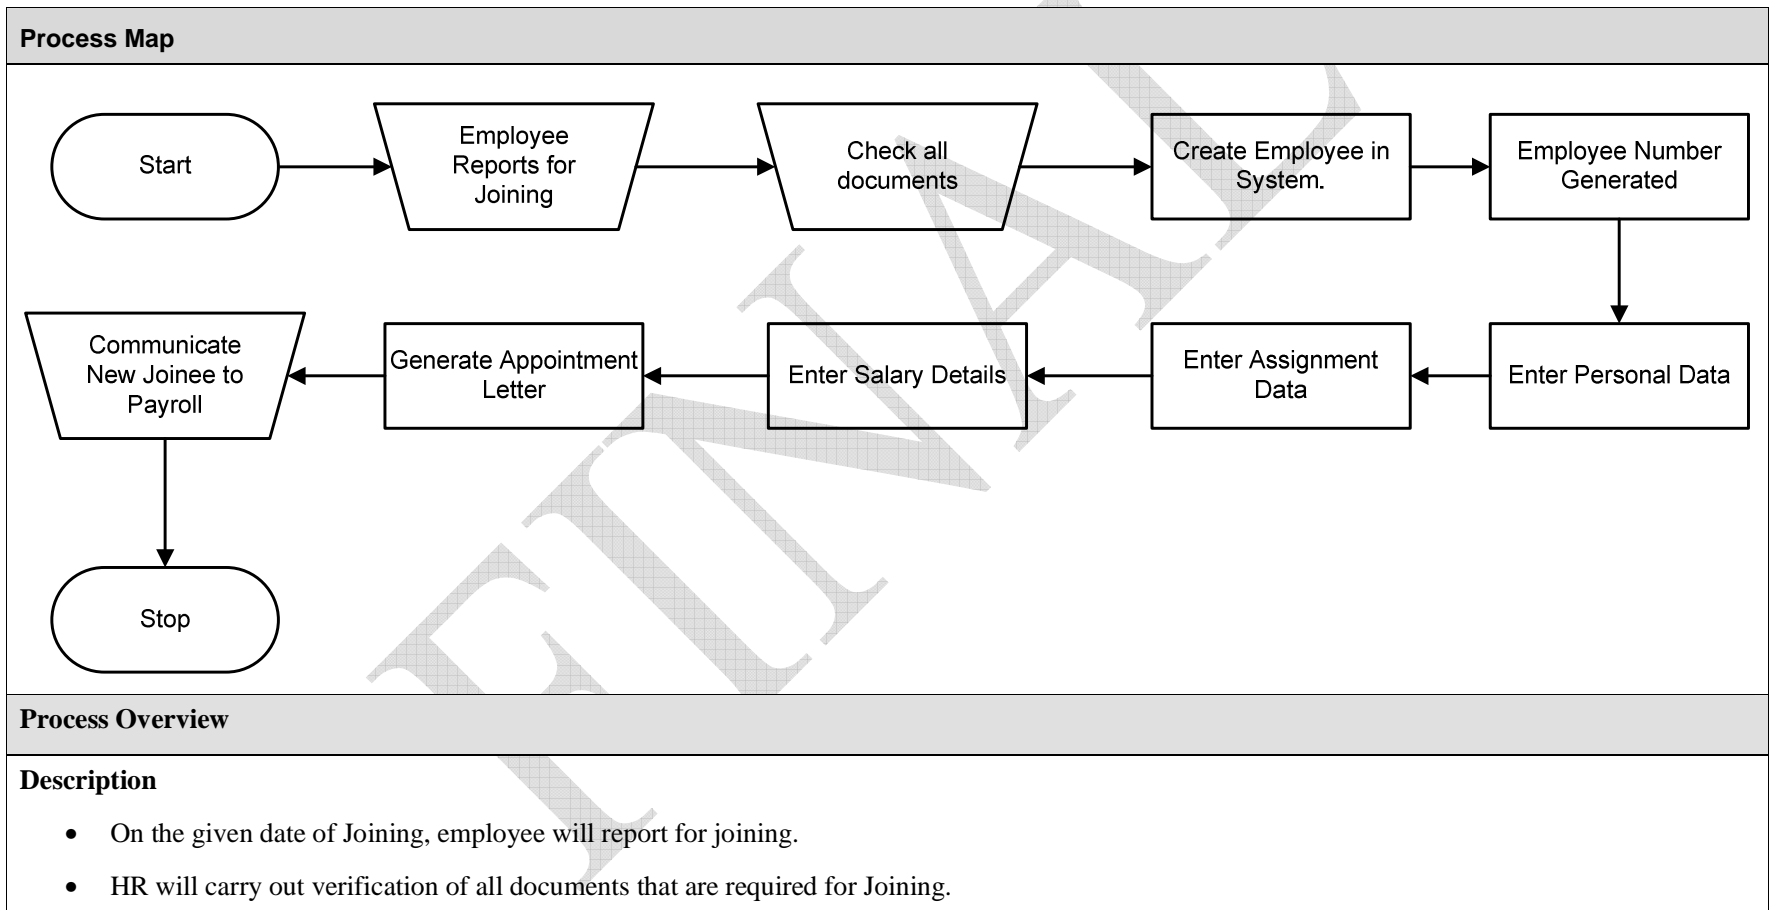 Process Map
Start
Employee
Reports for
Joining
Check all
documents
Create Employee in
System.
Employee Number
Generated
Enter Personal Data
Enter Assignment
Data
Enter Salary Details
Generate Appointment
Letter
Communicate
New Joinee to
Payroll
Stop
FINAL
Process Overview
Description
• On the given date of Joining, employee will report for joining.
• HR will carry out verification of all documents that are required for Joining.